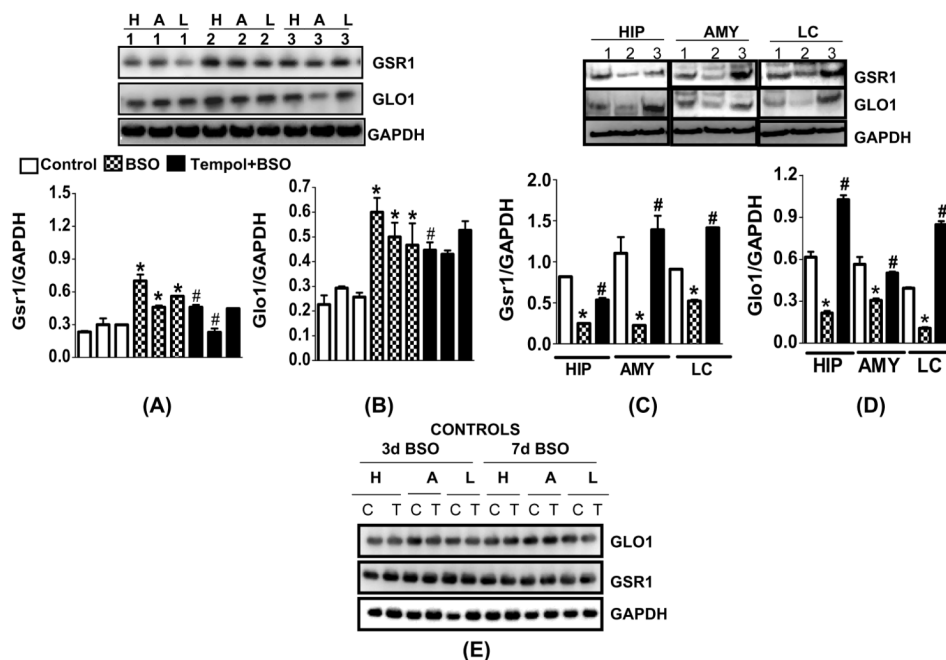 H A L H A L H A L
1 1 1 2 2 2 3 3 3
GSR1
GLO1
GAPDH
HIP AMY LC
1 2 3 1 2 3 1 2 3
GSR1
GLO1
GAPDH
Control BSO Tempol+BSO
Gsr1/GAPDH
1.5
1.2
0.9
0.6
0.3
0.0
* * * # #
(A)
Glo1/GAPDH
0.7
0.6
0.5
0.4
0.3
0.2
0.1
0.0
* * * #
(B)
Gsr1/GAPDH
2.0
1.5
1.0
0.5
0.0
* # * # * #
HIP AMY LC
(C)
Glo1/GAPDH
1.2
0.9
0.6
0.3
0.0
* # * # * #
HIP AMY LC
(D)
CONTROLS
3d BSO 7d BSO
H A L H A L
C T C T C T C T C T C T
GLO1
GSR1
GAPDH
(E)